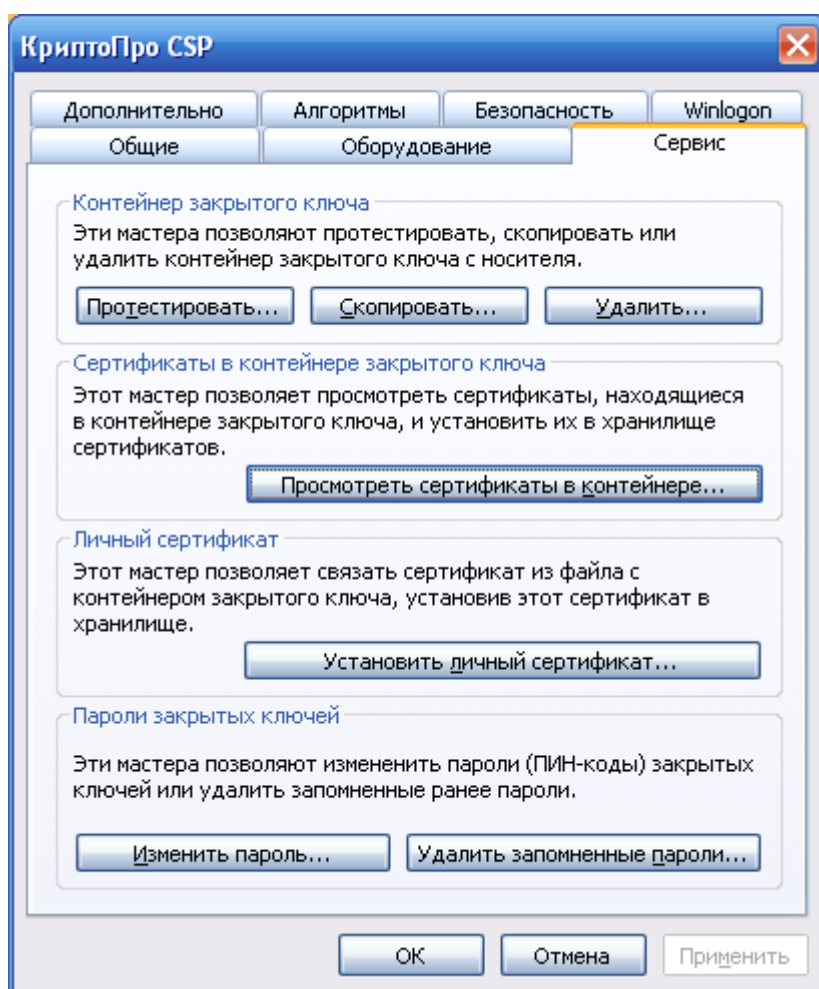 КриптоПро CSP
Дополнительно Алгоритмы Безопасность Winlogon
Общие Оборудование Сервис
Контейнер закрытого ключа
Эти мастера позволяют протестировать, скопировать или
удалить контейнер закрытого ключа с носителя.
Протестировать... Скопировать... Удалить...
Сертификаты в контейнере закрытого ключа
Этот мастер позволяет просмотреть сертификаты, находящиеся
в контейнере закрытого ключа, и установить их в хранилище
сертификатов.
Просмотреть сертификаты в контейнере...
Личный сертификат
Этот мастер позволяет связать сертификат из файла с
контейнером закрытого ключа, установив этот сертификат в
хранилище.
Установить личный сертификат...
Пароли закрытых ключей
Эти мастера позволяют измененить пароли (ПИН-коды) закрытых
ключей или удалить запомненные ранее пароли.
Изменить пароль... Удалить запомненные пароли...
ОК Отмена Применить